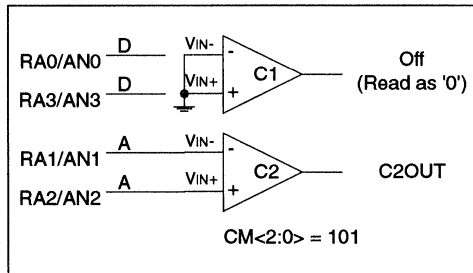 RA0/AN0 D VIN- - C1 Off
RA3/AN3 D VIN+ + (Read as '0')
RA1/AN1 A VIN- - C2 C2OUT
RA2/AN2 A VIN+ +
CM<2:0> = 101